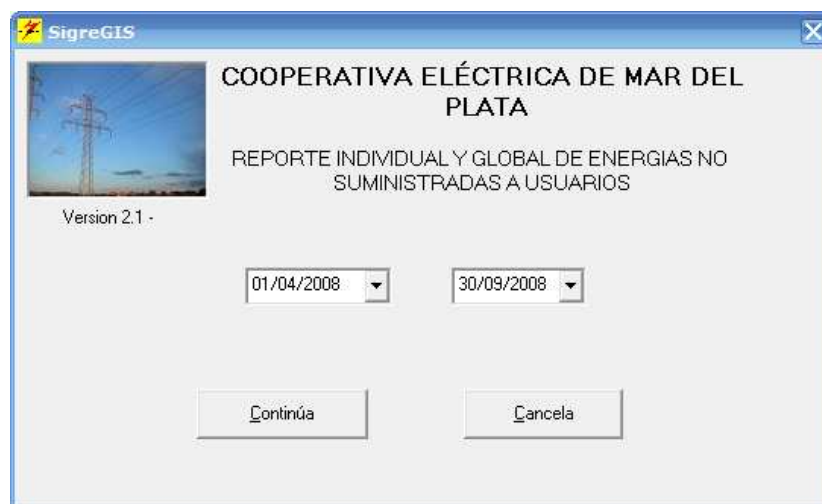 SigreGIS
COOPERATIVA ELÉCTRICA DE MAR DEL
PLATA
REPORTE INDIVIDUAL Y GLOBAL DE ENERGIAS NO
SUMINISTRADAS A USUARIOS
Version 2.1 -
01/04/2008
30/09/2008
Continúa
Cancela